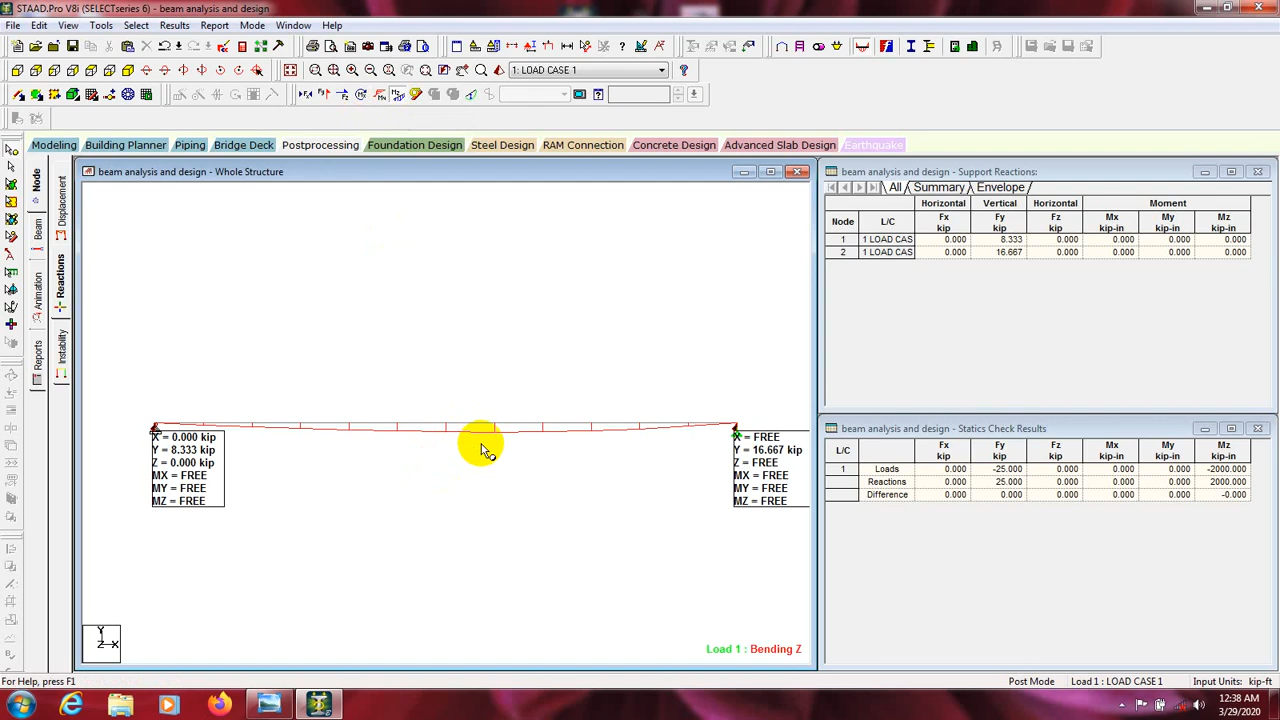 STAAD.Pro V8i (SELECTseries 6) - beam analysis and design
File Edit View Tools Select Results Report Mode Window Help
1: LOAD CASE 1
Modeling Building Planner Piping Bridge Deck Postprocessing Foundation Design Steel Design RAM Connection Concrete Design Advanced Slab Design Earthquake
Node
Beam
Animation
Reports
Displacement
Reactions
Instability
beam analysis and design - Whole Structure
X = 0.000 kip
Y = 8.333 kip
Z = 0.000 kip
MX = FREE
MY = FREE
MZ = FREE
X = FREE
Y = 16.667 kip
Z = FREE
MX = FREE
MY = FREE
MZ = FREE
Y
Z X
Load 1 : Bending Z
beam analysis and design - Support Reactions:
All Summary Envelope
Horizontal Vertical Horizontal Moment
Node L/C Fx kip Fy kip Fz kip Mx kip-in My kip-in Mz kip-in
1 1 LOAD CAS 0.000 8.333 0.000 0.000 0.000 0.000
2 1 LOAD CAS 0.000 16.667 0.000 0.000 0.000 0.000
beam analysis and design - Statics Check Results
L/C Fx kip Fy kip Fz kip Mx kip-in My kip-in Mz kip-in
1 Loads 0.000 -25.000 0.000 0.000 0.000 -2000.000
Reactions 0.000 25.000 0.000 0.000 0.000 2000.000
Difference 0.000 0.000 0.000 0.000 0.000 -0.000
For Help, press F1 Post Mode Load 1 : LOAD CASE 1 Input Units: kip-ft
12:38 AM
3/29/2020